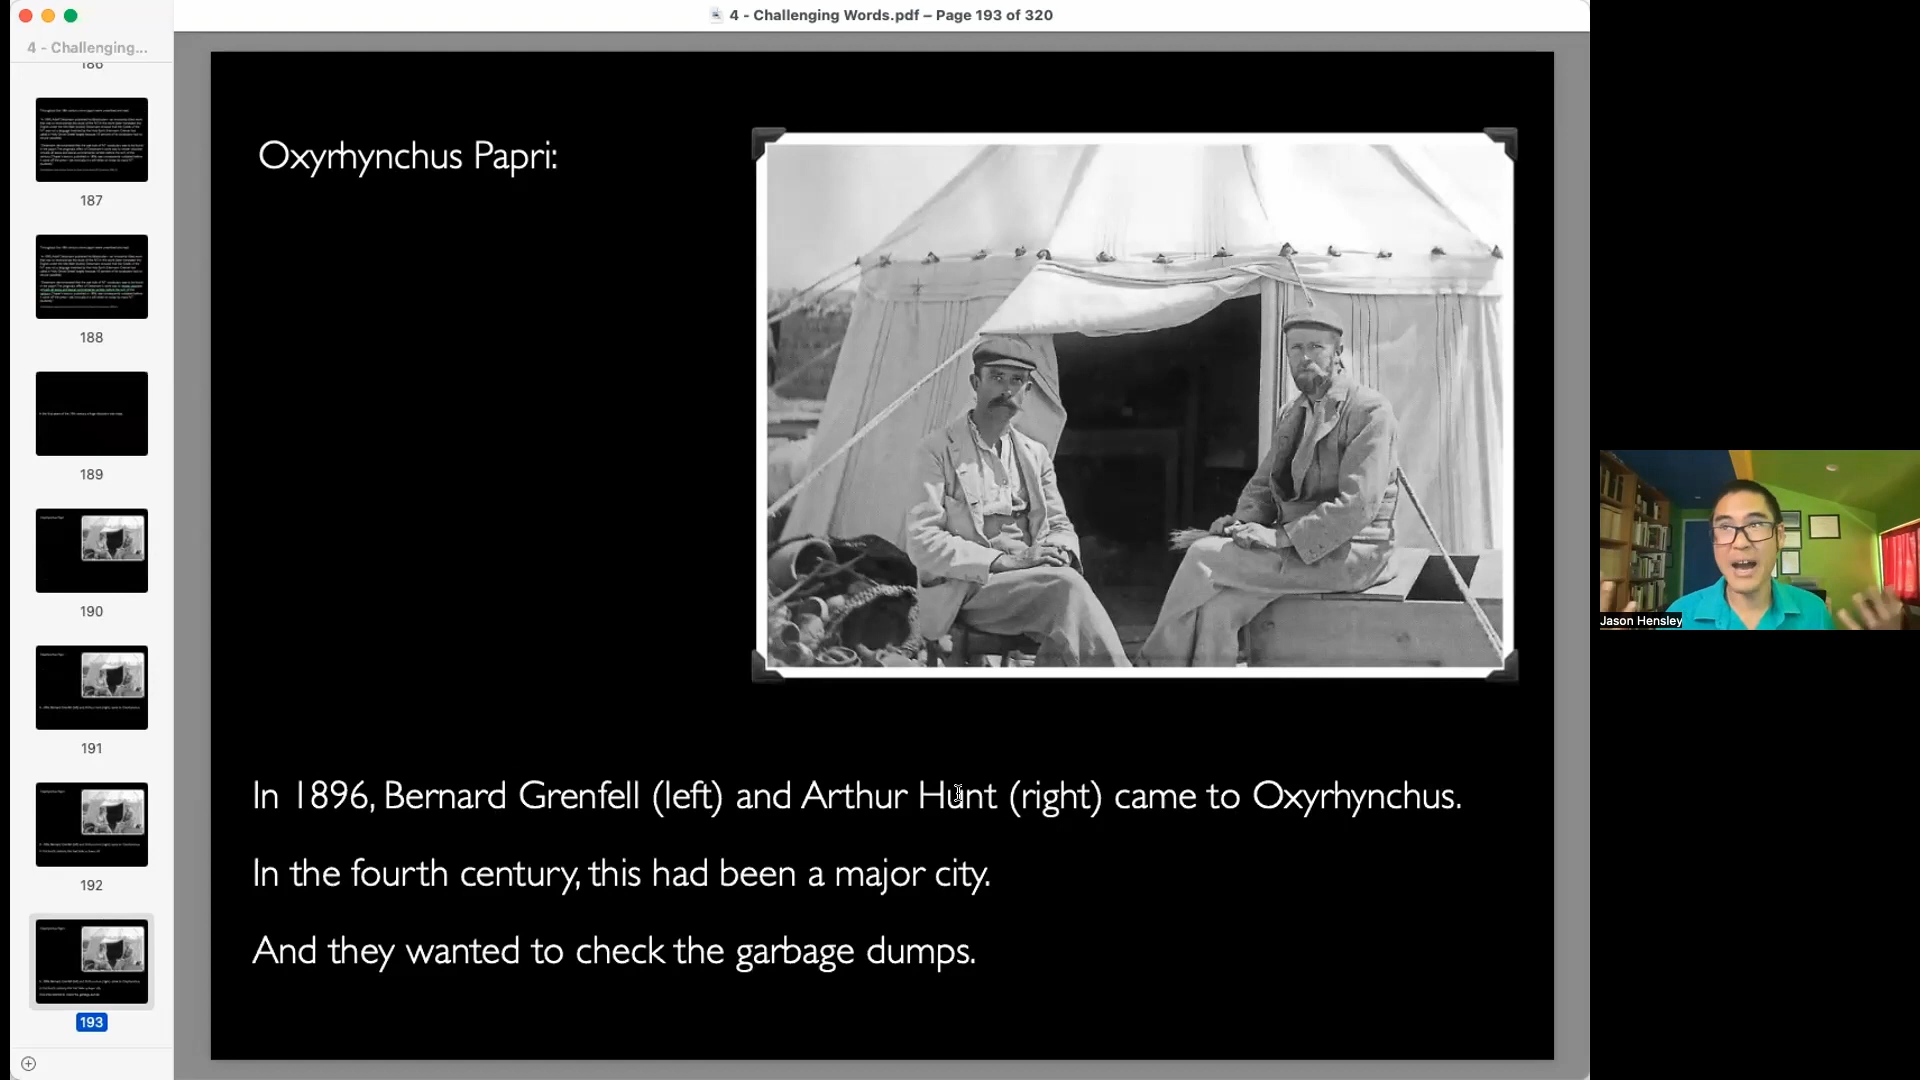 4 - Challenging Words.pdf – Page 193 of 320
4 - Challenging...
186
187
188
189
190
191
192
193
Oxyrhynchus Papri:
In 1896, Bernard Grenfell (left) and Arthur Hunt (right) came to Oxyrhynchus.
In the fourth century, this had been a major city.
And they wanted to check the garbage dumps.
Jason Hensley